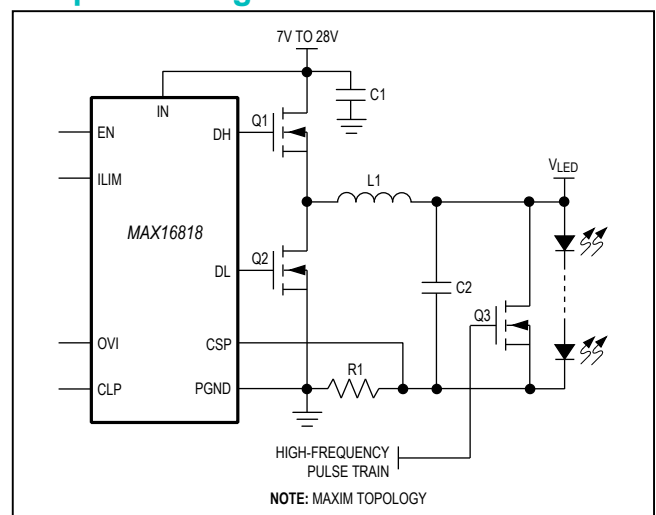 7V TO 28V
C1
IN
EN
DH
Q1
ILIM
L1
VLED
MAX16818
DL
Q2
C2
Q3
OVI
CSP
CLP
PGND
R1
HIGH-FREQUENCY
PULSE TRAIN
NOTE: MAXIM TOPOLOGY